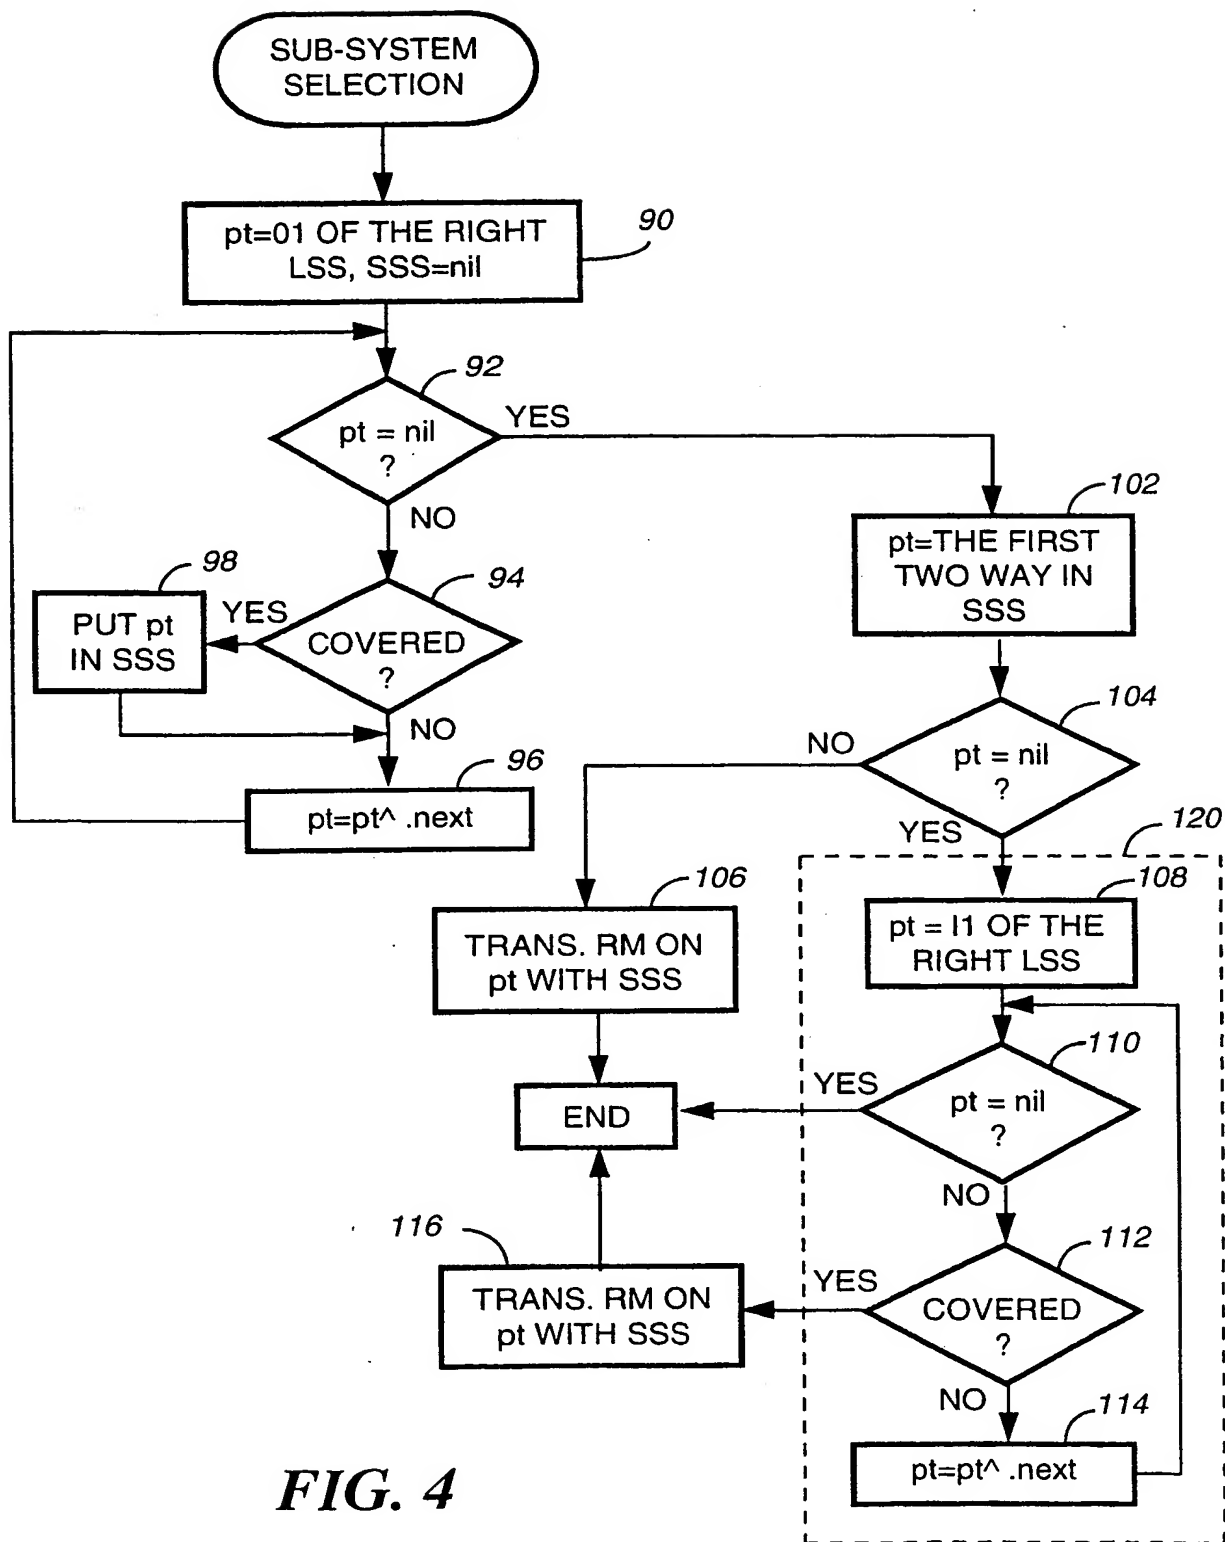 SUB-SYSTEM
SELECTION
pt=01 OF THE RIGHT
LSS, SSS=nil
90
92
pt = nil
?
YES
NO
102
pt=THE FIRST
TWO WAY IN
SSS
98
PUT pt
IN SSS
YES
94
COVERED
?
NO
96
pt=pt^ .next
104
NO
pt = nil
?
YES
120
106
TRANS. RM ON
pt WITH SSS
108
pt = I1 OF THE
RIGHT LSS
END
YES
110
pt = nil
?
NO
116
TRANS. RM ON
pt WITH SSS
YES
112
COVERED
?
NO
114
pt=pt^ .next
FIG. 4